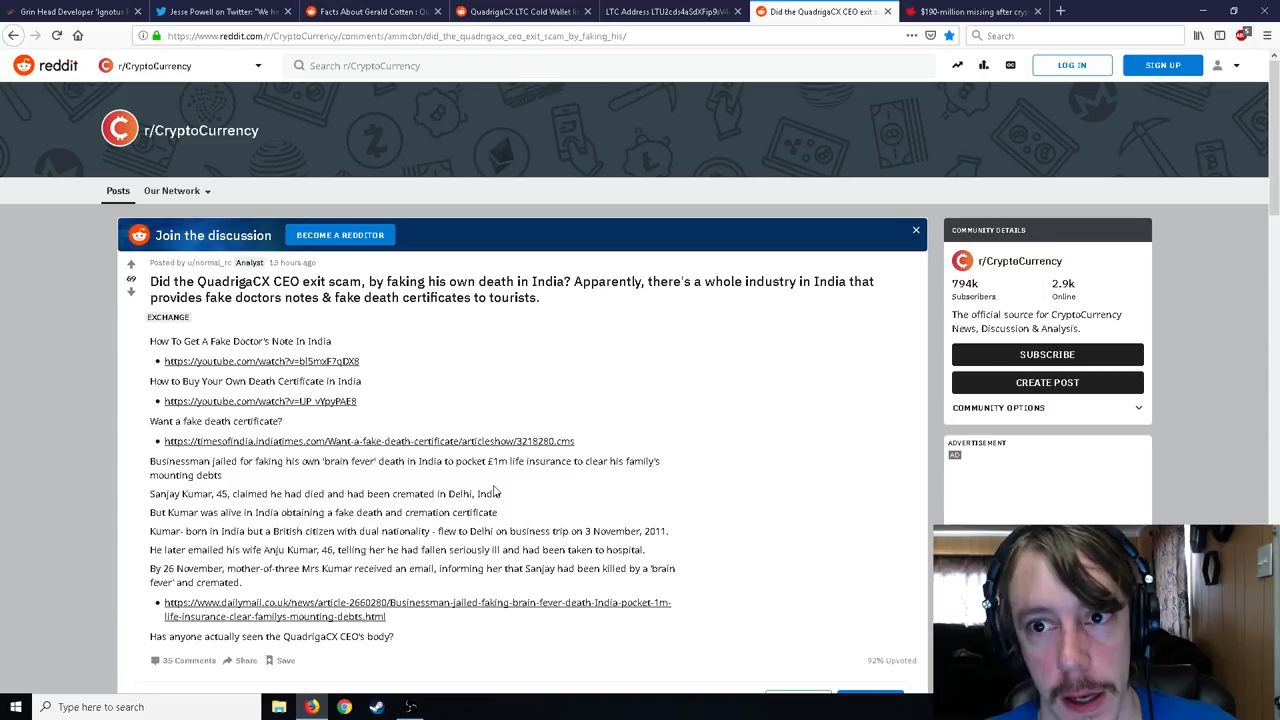 Grin Head Developer 'Ignotus
Jesse Powell on Twitter: "We h
Facts About Gerald Cotten : Qu
QuadrigaCX LTC Cold Wallet
LTC Address LTU2cds4aSdXFip9sV4
Did the QuadrigaCX CEO exit s
$190-million missing after cryp
https://www.reddit.com/r/CryptoCurrency/comments/ammcbn/did_the_quadrigacx_ceo_exit_scam_by_faking_his/
Search
reddit
r/CryptoCurrency
Search r/CryptoCurrency
LOG IN
SIGN UP
r/CryptoCurrency
Posts
Our Network
Join the discussion
BECOME A REDDITOR
Posted by u/normal_rc Analyst 13 hours ago
69
Did the QuadrigaCX CEO exit scam, by faking his own death in India? Apparently, there's a whole industry in India that
provides fake doctors notes & fake death certificates to tourists.
EXCHANGE
How To Get A Fake Doctor's Note In India
• https://youtube.com/watch?v=bl5mxF7qDX8
How to Buy Your Own Death Certificate in India
• https://youtube.com/watch?v=UP_vYpyPAE8
Want a fake death certificate?
• https://timesofindia.indiatimes.com/Want-a-fake-death-certificate/articleshow/3218280.cms
Businessman jailed for faking his own 'brain fever' death in India to pocket £1m life insurance to clear his family's
mounting debts
Sanjay Kumar, 45, claimed he had died and had been cremated in Delhi, India
But Kumar was alive in India obtaining a fake death and cremation certificate
Kumar- born in India but a British citizen with dual nationality - flew to Delhi on business trip on 3 November, 2011.
He later emailed his wife Anju Kumar, 46, telling her he had fallen seriously ill and had been taken to hospital.
By 26 November, mother-of-three Mrs Kumar received an email, informing her that Sanjay had been killed by a 'brain
fever' and cremated.
• https://www.dailymail.co.uk/news/article-2660280/Businessman-jailed-faking-brain-fever-death-India-pocket-1m-
life-insurance-clear-familys-mounting-debts.html
Has anyone actually seen the QuadrigaCX CEO's body?
35 Comments
Share
Save
92% Upvoted
COMMUNITY DETAILS
r/CryptoCurrency
794k
2.9k
Subscribers
Online
The official source for CryptoCurrency
News, Discussion & Analysis.
SUBSCRIBE
CREATE POST
COMMUNITY OPTIONS
ADVERTISEMENT
AD
Type here to search